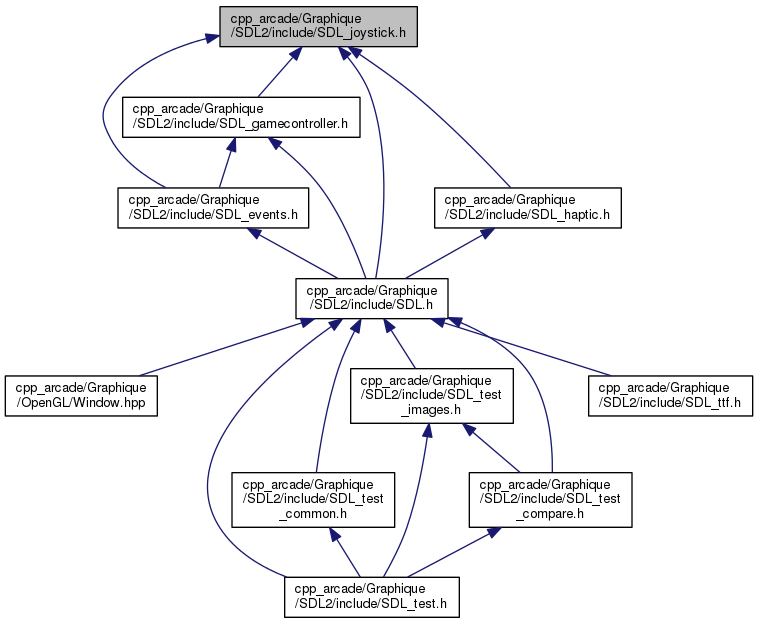 cpp_arcade/Graphique
/SDL2/include/SDL_joystick.h
cpp_arcade/Graphique
/SDL2/include/SDL_gamecontroller.h
cpp_arcade/Graphique
/SDL2/include/SDL_events.h
cpp_arcade/Graphique
/SDL2/include/SDL_haptic.h
cpp_arcade/Graphique
/SDL2/include/SDL.h
cpp_arcade/Graphique
/OpenGL/Window.hpp
cpp_arcade/Graphique
/SDL2/include/SDL_test
_images.h
cpp_arcade/Graphique
/SDL2/include/SDL_ttf.h
cpp_arcade/Graphique
/SDL2/include/SDL_test
_common.h
cpp_arcade/Graphique
/SDL2/include/SDL_test
_compare.h
cpp_arcade/Graphique
/SDL2/include/SDL_test.h